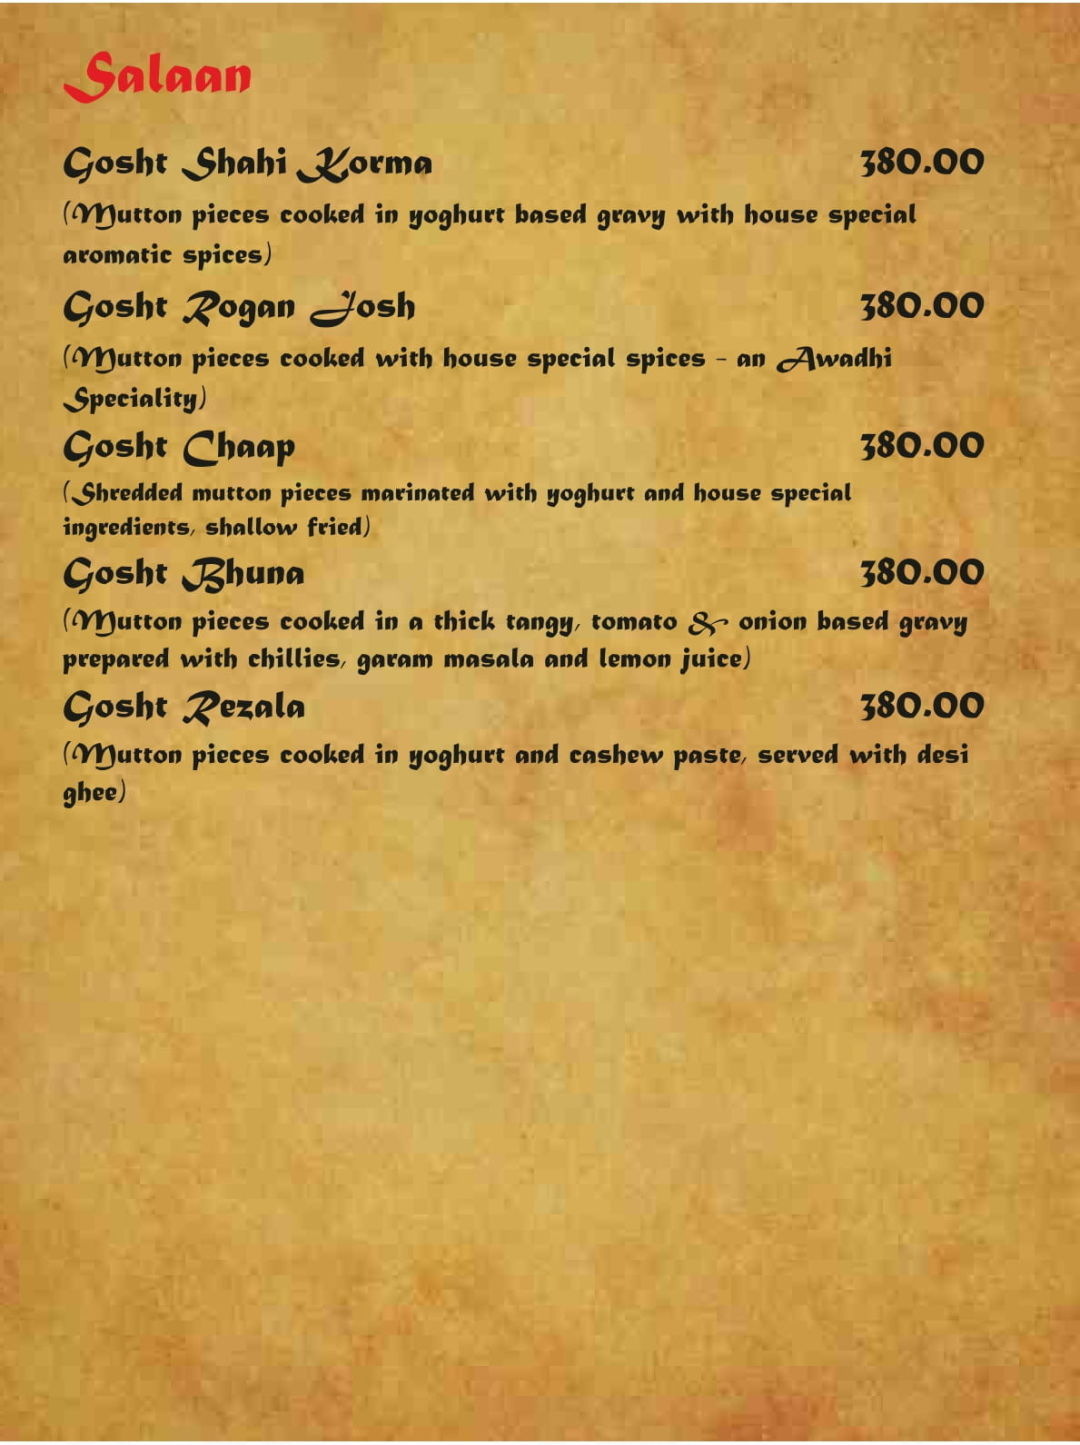 Salaan
Gosht Shahi Korma 380.00
(Mutton pieces cooked in yoghurt based gravy with house special
aromatic spices)
Gosht Rogan Josh 380.00
(Mutton pieces cooked with house special spices - an Awadhi
Speciality)
Gosht Chaap 380.00
(Shredded mutton pieces marinated with yoghurt and house special
ingredients, shallow fried)
Gosht Bhuna 380.00
(Mutton pieces cooked in a thick tangy, tomato & onion based gravy
prepared with chillies, garam masala and lemon juice)
Gosht Rezala 380.00
(Mutton pieces cooked in yoghurt and cashew paste, served with desi
ghee)